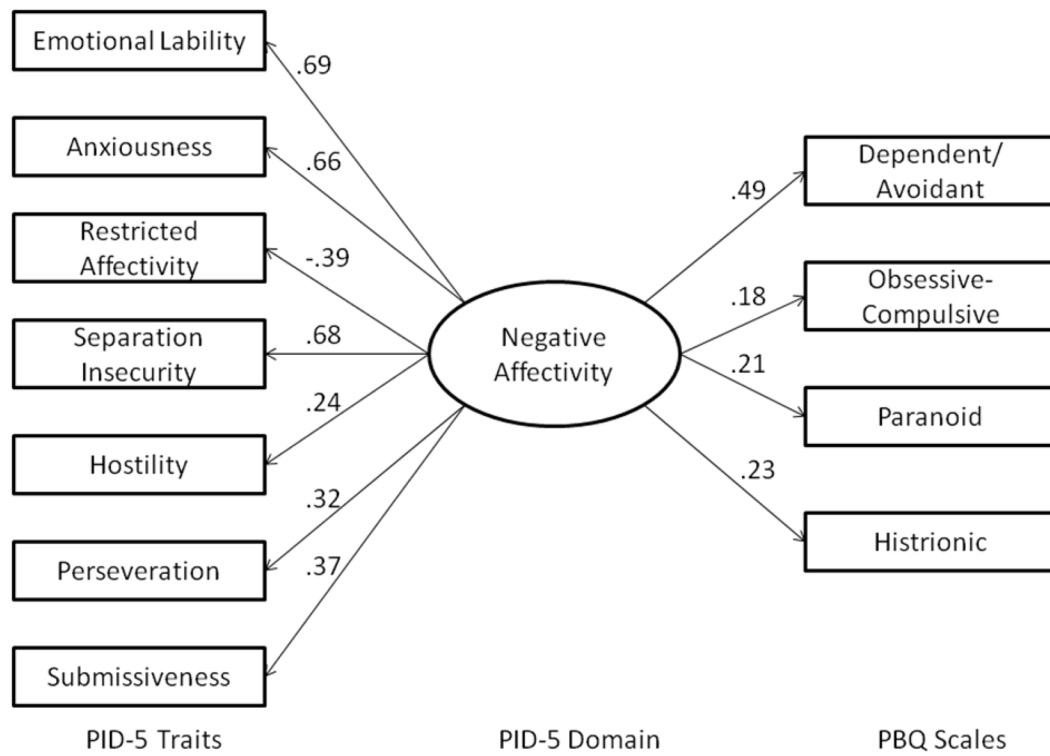 Emotional Lability
.69
Anxiousness
.66
Restricted
Affectivity
-.39
Separation
Insecurity
.68
Hostility
.24
Perseveration
.32
Submissiveness
.37
Negative
Affectivity
Dependent/
Avoidant
.49
Obsessive-
Compulsive
.18
Paranoid
.21
Histrionic
.23
PID-5 Traits
PID-5 Domain
PBQ Scales